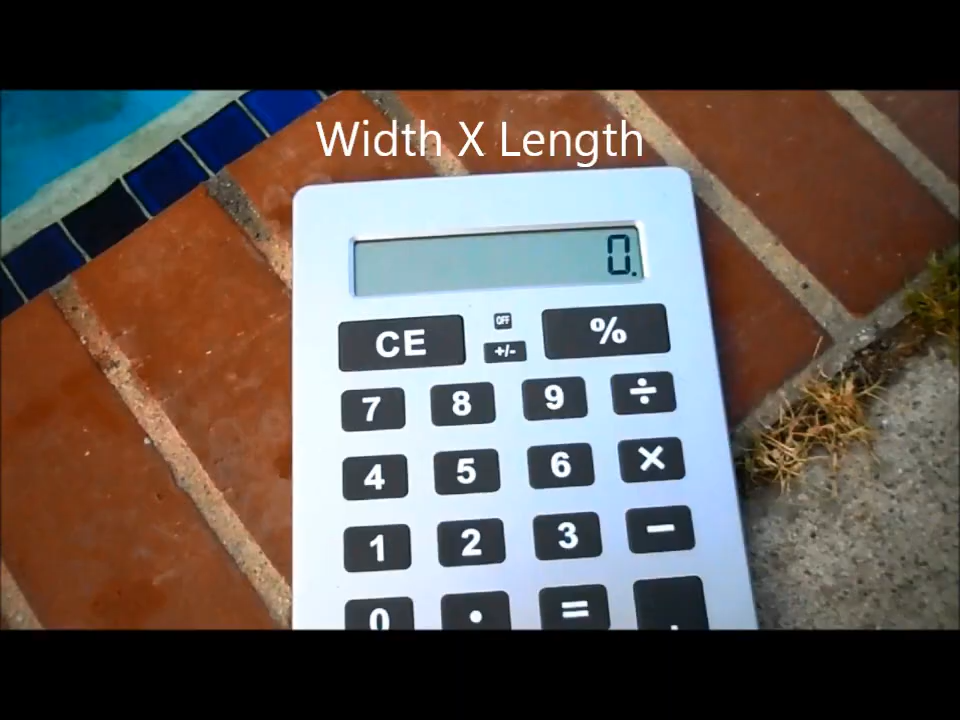 Width X Length
0.
CE OFF %
+/-
7 8 9 ÷
4 5 6 ×
1 2 3 −
0 . =